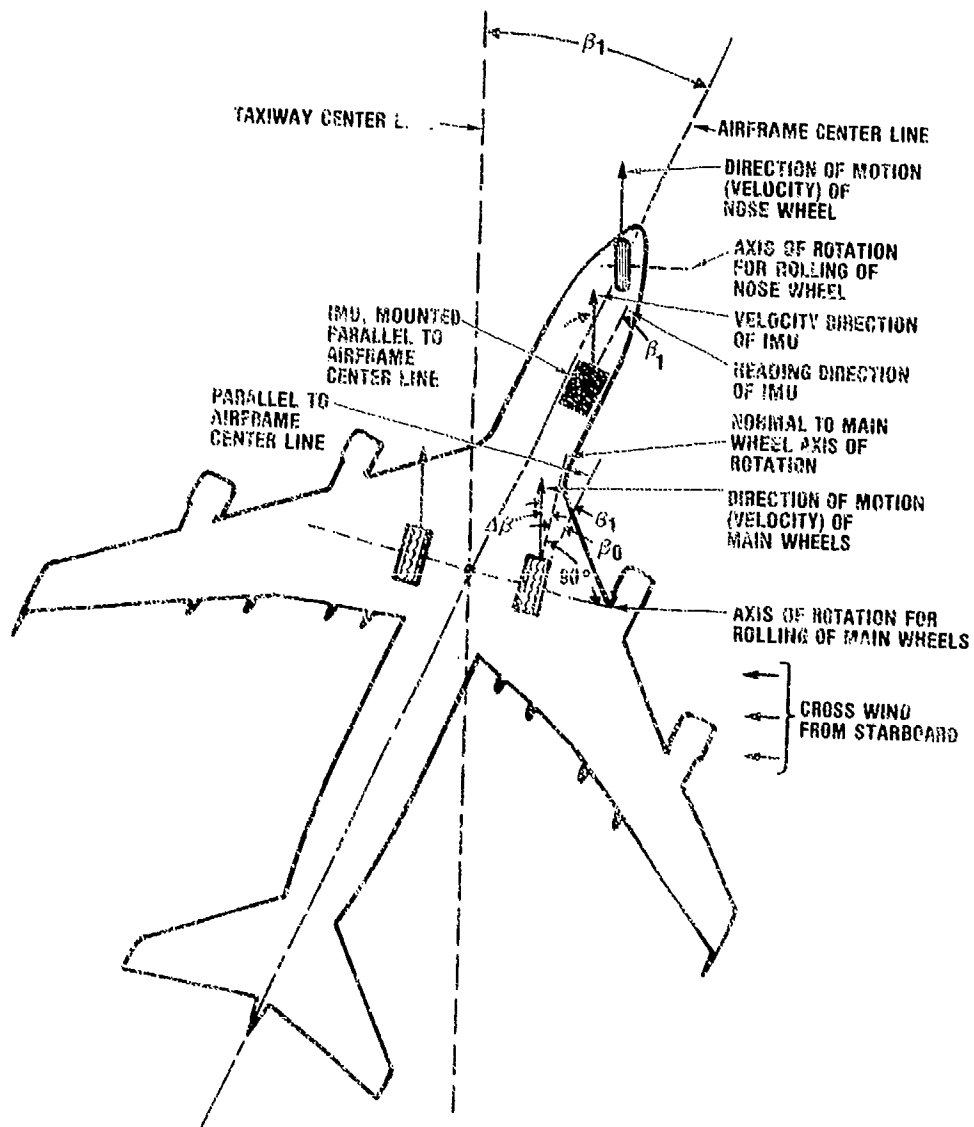 β1
TAXIWAY CENTER L
AIRFRAME CENTER LINE
DIRECTION OF MOTION
(VELOCITY) OF
NOSE WHEEL
AXIS OF ROTATION
FOR ROLLING OF
NOSE WHEEL
IMU, MOUNTED
PARALLEL TO
AIRFRAME
CENTER LINE
VELOCITY DIRECTION
OF IMU
β1
HEADING DIRECTION
OF IMU
PARALLEL TO
AIRFRAME
CENTER LINE
NORMAL TO MAIN
WHEEL AXIS OF
ROTATION
DIRECTION OF MOTION
(VELOCITY) OF
MAIN WHEELS
Δβ
β1
β0
90°
AXIS OF ROTATION FOR
ROLLING OF MAIN WHEELS
CROSS WIND
FROM STARBOARD